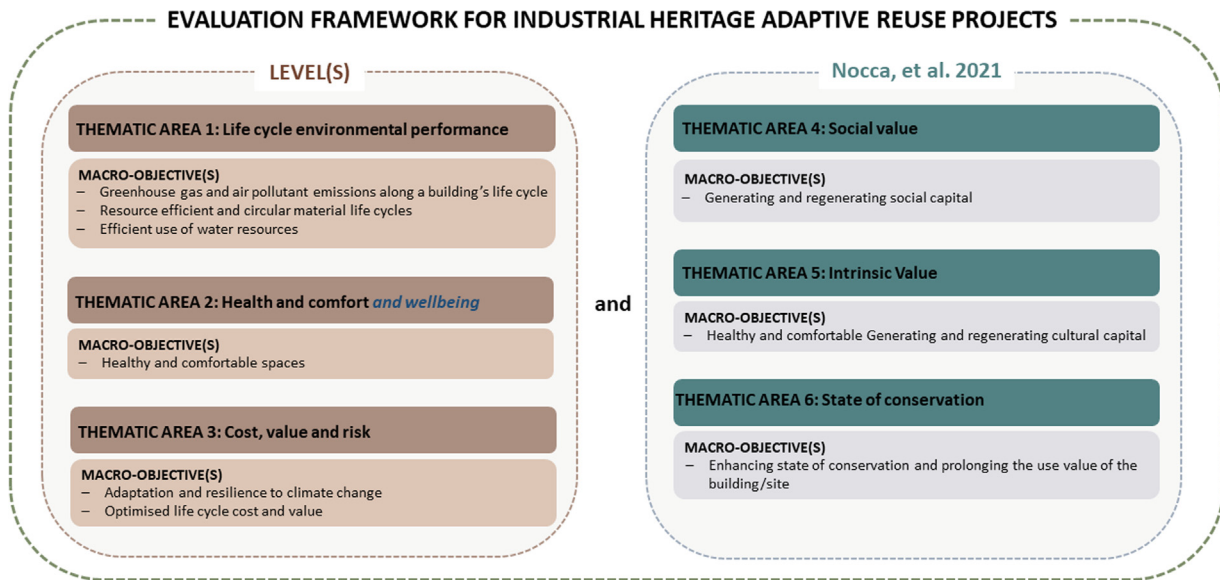 EVALUATION FRAMEWORK FOR INDUSTRIAL HERITAGE ADAPTIVE REUSE PROJECTS
LEVEL(S)
THEMATIC AREA 1: Life cycle environmental performance
MACRO-OBJECTIVE(S)
– Greenhouse gas and air pollutant emissions along a building's life cycle
– Resource efficient and circular material life cycles
– Efficient use of water resources
THEMATIC AREA 2: Health and comfort and wellbeing
MACRO-OBJECTIVE(S)
– Healthy and comfortable spaces
THEMATIC AREA 3: Cost, value and risk
MACRO-OBJECTIVE(S)
– Adaptation and resilience to climate change
– Optimised life cycle cost and value
and
Nocca, et al. 2021
THEMATIC AREA 4: Social value
MACRO-OBJECTIVE(S)
– Generating and regenerating social capital
THEMATIC AREA 5: Intrinsic Value
MACRO-OBJECTIVE(S)
– Healthy and comfortable Generating and regenerating cultural capital
THEMATIC AREA 6: State of conservation
MACRO-OBJECTIVE(S)
– Enhancing state of conservation and prolonging the use value of the
building/site